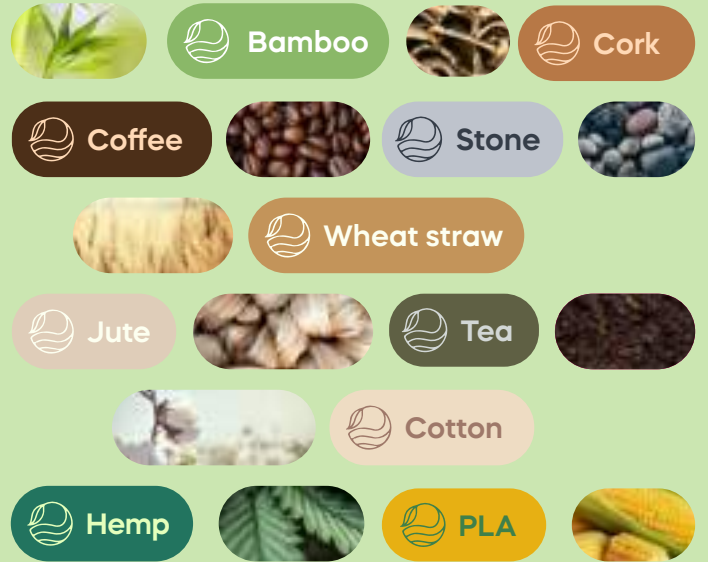 Bamboo
Cork
Coffee
Stone
Wheat straw
Jute
Tea
Cotton
Hemp
PLA